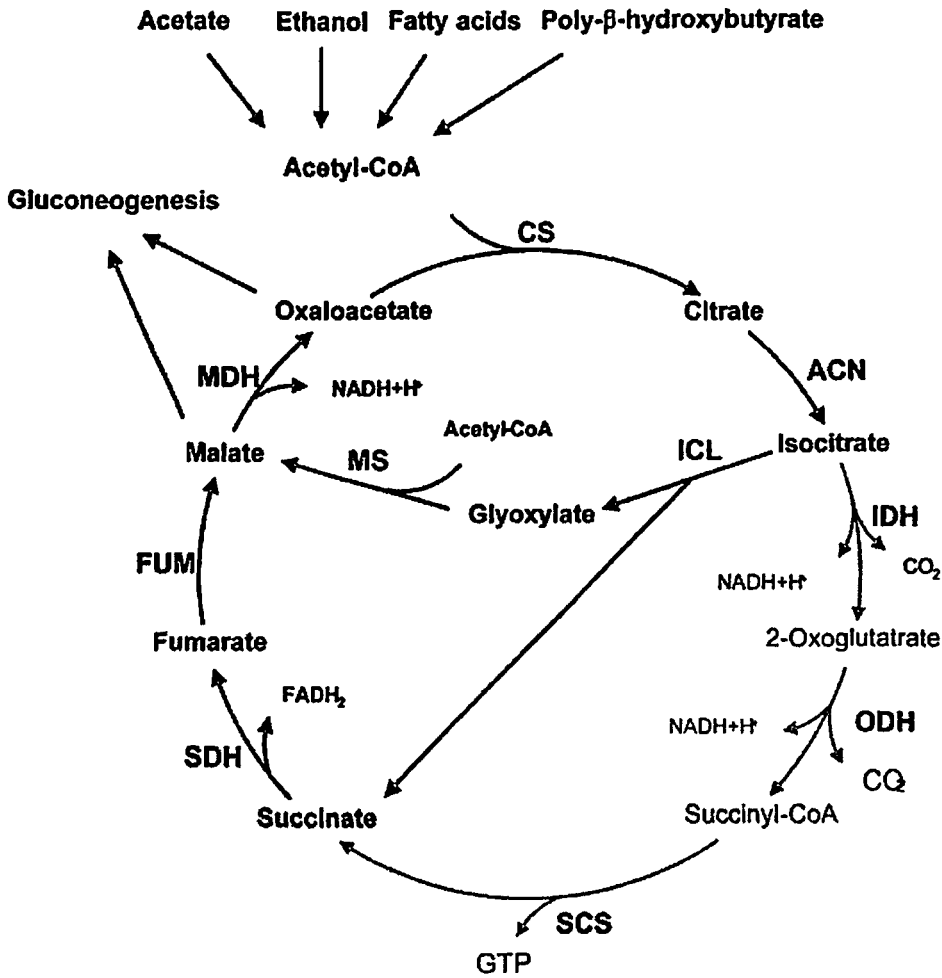 Acetate Ethanol Fatty acids Poly-β-hydroxybutyrate
Acetyl-CoA
Gluconeogenesis
CS
Oxaloacetate
Citrate
MDH
NADH+H⁺
ACN
Malate
MS
Acetyl-CoA
ICL
Isocitrate
Glyoxylate
IDH
FUM
NADH+H⁺
CO₂
Fumarate
2-Oxoglutatrate
FADH₂
NADH+H⁺
ODH
SDH
CO₂
Succinate
Succinyl-CoA
SCS
GTP